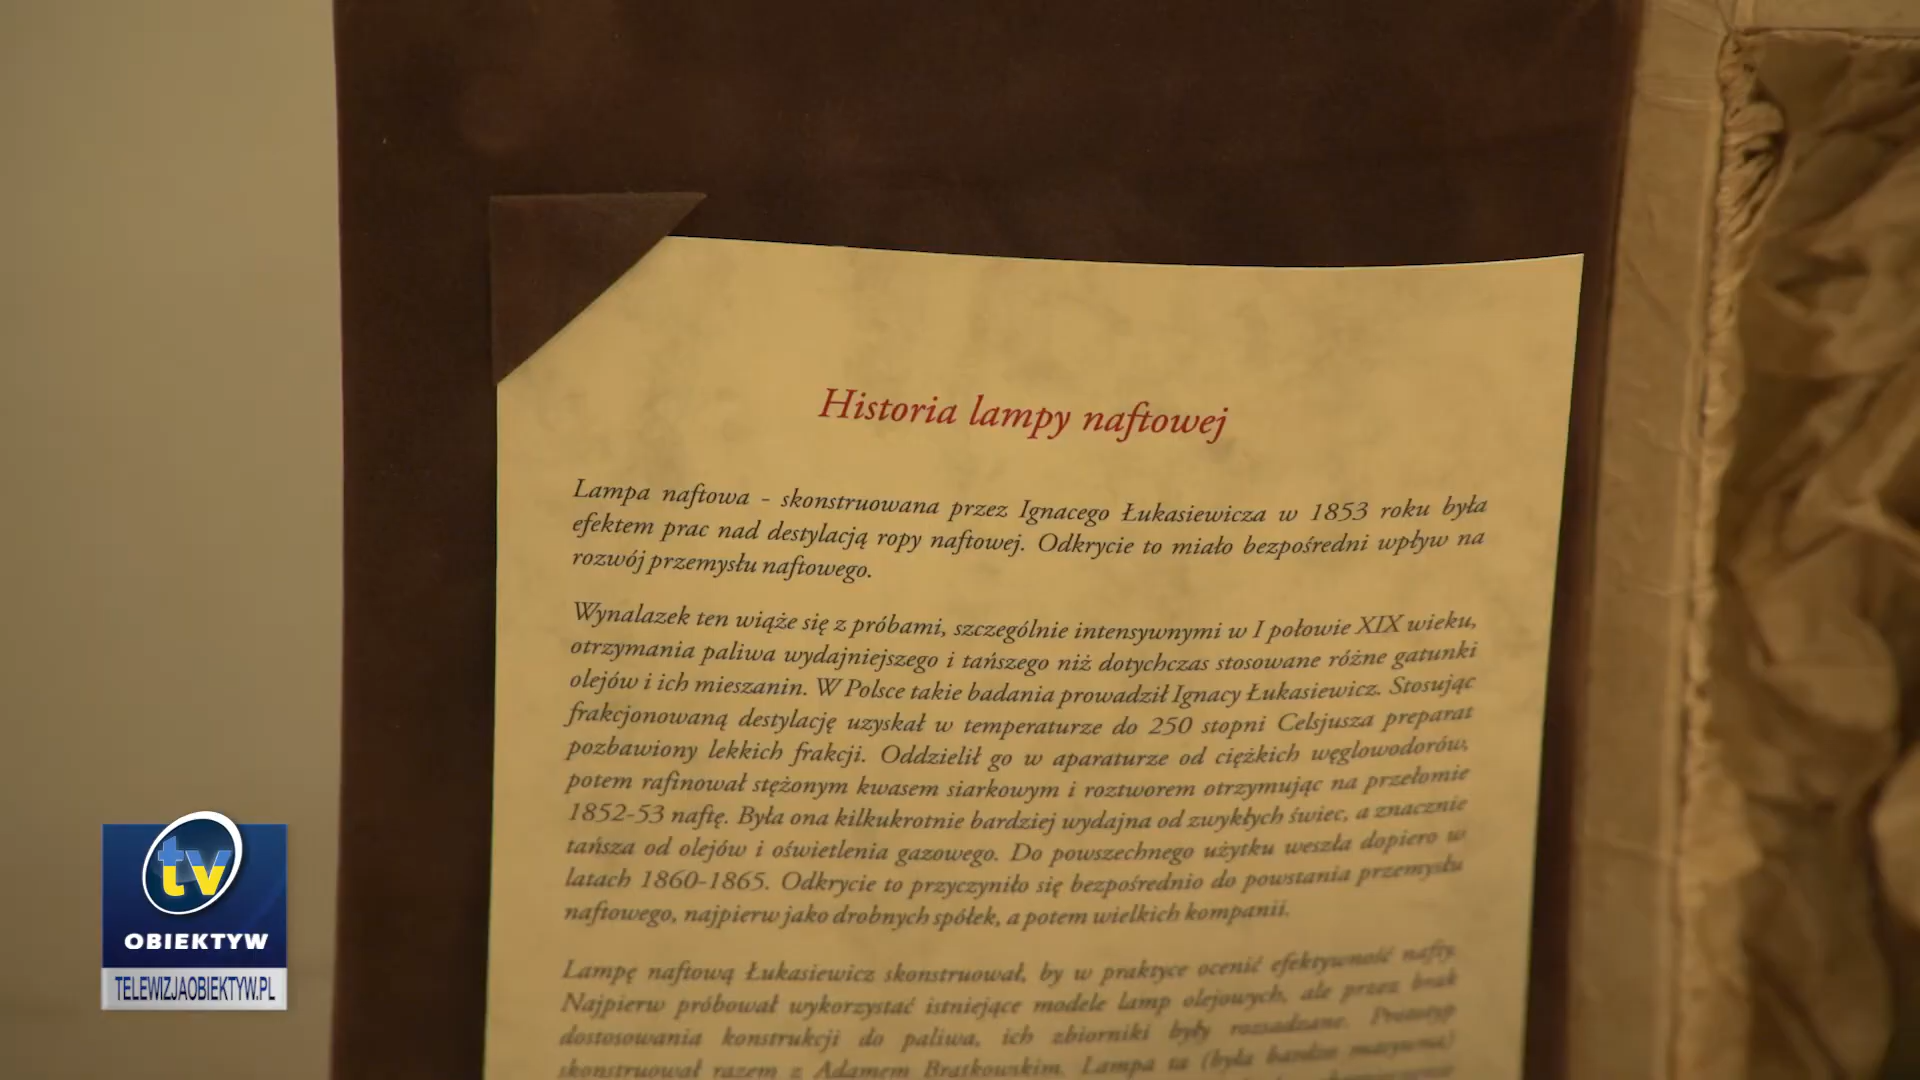 Historia lampy naftowej
Lampa naftowa - skonstruowana przez Ignacego Łukasiewicza w 1853 roku była
efektem prac nad destylacją ropy naftowej. Odkrycie to miało bezpośredni wpływ na
rozwój przemysłu naftowego.
Wynalazek ten wiąże się z próbami, szczególnie intensywnymi w I połowie XIX wieku,
otrzymania paliwa wydajniejszego i tańszego niż dotychczas stosowane różne gatunki
olejów i ich mieszanin. W Polsce takie badania prowadził Ignacy Łukasiewicz. Stosując
frakcjonowaną destylację uzyskał w temperaturze do 250 stopni Celsjusza preparat
pozbawiony lekkich frakcji. Oddzielił go w aparaturze od ciężkich węglowodorów,
potem rafinował stężonym kwasem siarkowym i roztworem otrzymując na przełomie
1852-53 naftę. Była ona kilkukrotnie bardziej wydajna od zwykłych świec, a znacznie
tańsza od olejów i oświetlenia gazowego. Do powszechnego użytku weszła dopiero w
latach 1860-1865. Odkrycie to przyczyniło się bezpośrednio do powstania przemysłu
naftowego, najpierw jako drobnych spółek, a potem wielkich kompanii.
Lampę naftową Łukasiewicz skonstruował, by w praktyce ocenić efektywność nafty.
Najpierw próbował wykorzystać istniejące modele lamp olejowych, ale przez brak
dostosowania konstrukcji do paliwa, ich zbiorniki były rozsadzane. Prototyp
skonstruował razem z Adamem Bratkowskim. Lampa ta (była bardzo masywna)
tv
OBIEKTYW
TELEWIZJAOBIEKTYW.PL